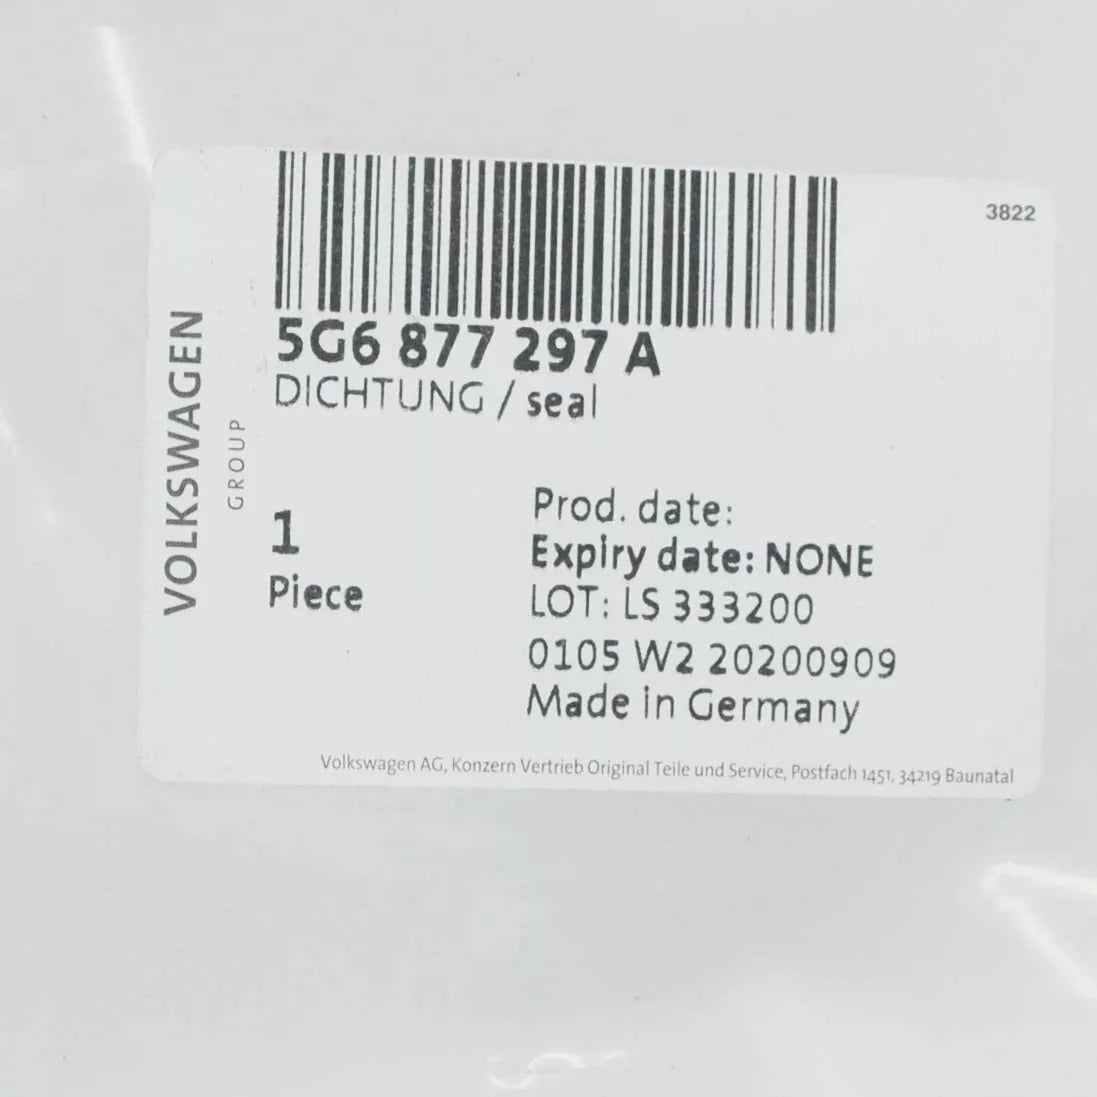 3822
5G6 877 297 A
DICHTUNG / seal
VOLKSWAGEN
GROUP
1
Piece
Prod. date:
Expiry date: NONE
LOT: LS 333200
0105 W2 20200909
Made in Germany
Volkswagen AG, Konzern Vertrieb Original Teile und Service, Postfach 1451, 34219 Baunatal